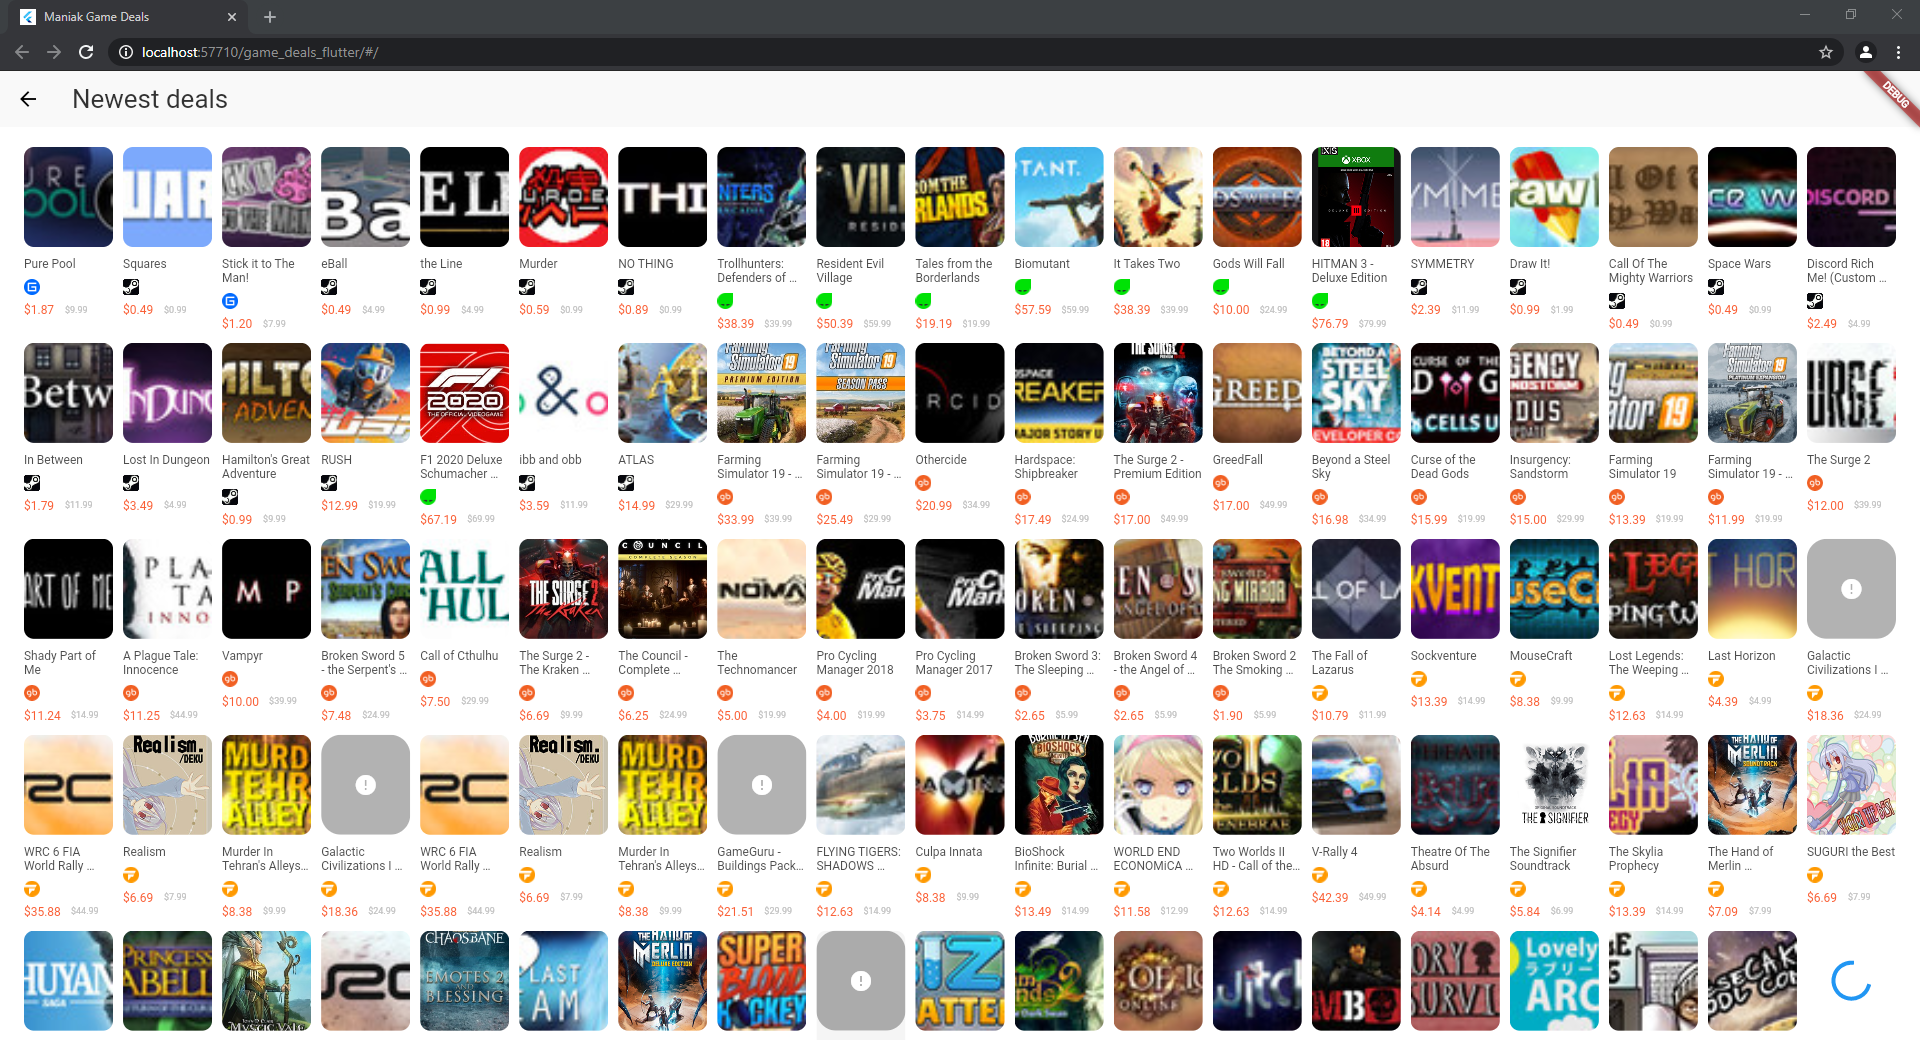 Maniak Game Deals
localhost:57710/game_deals_flutter/#/
Newest deals
DEBUG
Pure Pool
$1.87 $9.99
Squares
$0.49 $0.99
Stick it to The
Man!
$1.20 $7.99
eBall
$0.49 $4.99
the Line
$0.99 $4.99
Murder
$0.59 $0.99
NO THING
$0.89 $0.99
Trollhunters:
Defenders of ...
$38.39 $39.99
Resident Evil
Village
$50.39 $59.99
Tales from the
Borderlands
$19.19 $19.99
Biomutant
$57.59 $59.99
It Takes Two
$38.39 $39.99
Gods Will Fall
$10.00 $24.99
HITMAN 3 -
Deluxe Edition
$76.79 $79.99
SYMMETRY
$2.39 $11.99
Draw It!
$0.99 $1.99
Call Of The
Mighty Warriors
$0.49 $0.99
Space Wars
$0.49 $0.99
Discord Rich
Me! (Custom ...
$2.49 $4.99
In Between
$1.79 $11.99
Lost In Dungeon
$3.49 $4.99
Hamilton's Great
Adventure
$0.99 $9.99
RUSH
$12.99 $19.99
F1 2020 Deluxe
Schumacher ...
$67.19 $69.99
ibb and obb
$3.59 $11.99
ATLAS
$14.99 $29.99
Farming
Simulator 19 - ...
$33.99 $39.99
Farming
Simulator 19 - ...
$25.49 $29.99
Othercide
$20.99 $34.99
Hardspace:
Shipbreaker
$17.49 $24.99
The Surge 2 -
Premium Edition
$17.00 $49.99
GreedFall
$17.00 $49.99
Beyond a Steel
Sky
$16.98 $34.99
Curse of the
Dead Gods
$15.99 $19.99
Insurgency:
Sandstorm
$15.00 $29.99
Farming
Simulator 19
$13.39 $19.99
Farming
Simulator 19 - ...
$11.99 $19.99
The Surge 2
$12.00 $39.99
Shady Part of
Me
$11.24 $14.99
A Plague Tale:
Innocence
$11.25 $44.99
Vampyr
$10.00 $39.99
Broken Sword 5
- the Serpent's ...
$7.48 $24.99
Call of Cthulhu
$7.50 $29.99
The Surge 2 -
The Kraken ...
$6.69 $9.99
The Council -
Complete ...
$6.25 $24.99
The
Technomancer
$5.00 $19.99
Pro Cycling
Manager 2018
$4.00 $19.99
Pro Cycling
Manager 2017
$3.75 $14.99
Broken Sword 3:
The Sleeping ...
$2.65 $5.99
Broken Sword 4
- the Angel of ...
$2.65 $5.99
Broken Sword 2
The Smoking ...
$1.90 $5.99
The Fall of
Lazarus
$10.79 $11.99
Sockventure
$13.39 $14.99
MouseCraft
$8.38 $9.99
Lost Legends:
The Weeping ...
$12.63 $14.99
Last Horizon
$4.39 $4.99
Galactic
Civilizations I ...
$18.36 $24.99
WRC 6 FIA
World Rally ...
$35.88 $44.99
Realism
$6.69 $7.99
Murder In
Tehran's Alleys...
$8.38 $9.99
Galactic
Civilizations I ...
$18.36 $24.99
WRC 6 FIA
World Rally ...
$35.88 $44.99
Realism
$6.69 $7.99
Murder In
Tehran's Alleys...
$8.38 $9.99
GameGuru -
Buildings Pack...
$21.51 $29.99
FLYING TIGERS:
SHADOWS ...
$12.63 $14.99
Culpa Innata
$8.38 $9.99
BioShock
Infinite: Burial ...
$13.49 $14.99
WORLD END
ECONOMiCA ...
$11.58 $12.99
Two Worlds II
HD - Call of the...
$12.63 $14.99
V-Rally 4
$42.39 $49.99
Theatre Of The
Absurd
$4.14 $4.99
The Signifier
Soundtrack
$5.84 $6.99
The Skylia
Prophecy
$13.39 $14.99
The Hand of
Merlin ...
$7.09 $7.99
SUGURI the Best
$6.69 $7.99